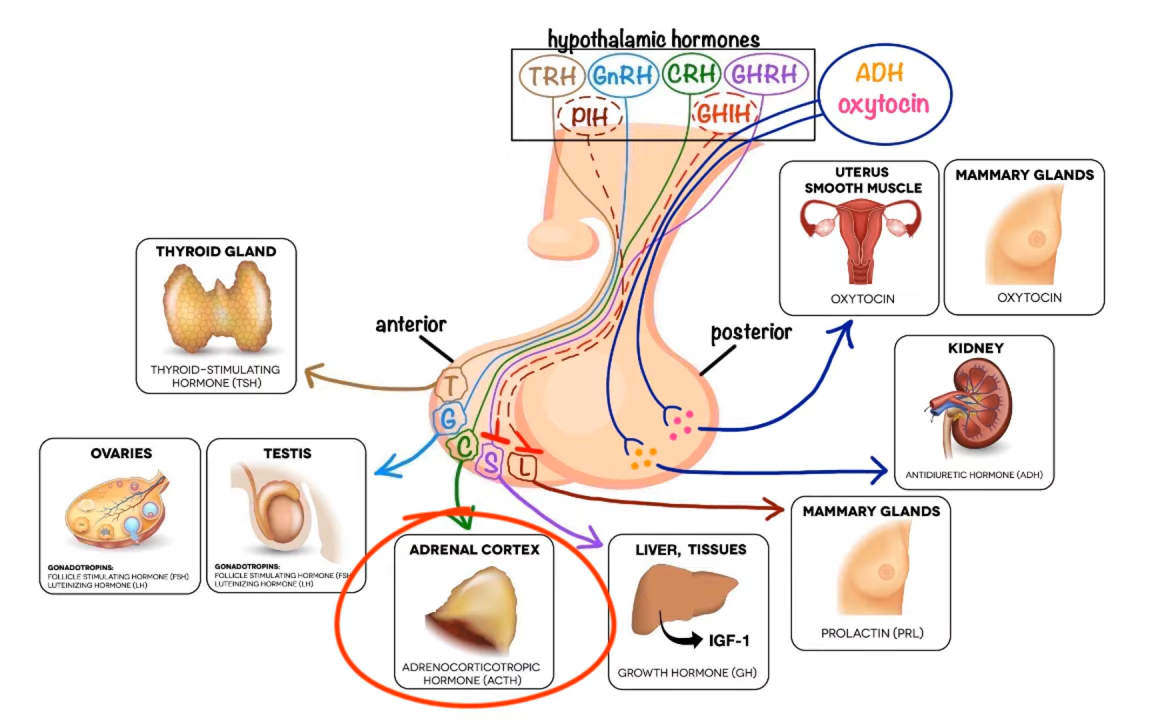 hypothalamic hormones
TRH GnRH CRH GHRH
PIH GHIH
ADH
oxytocin
UTERUS
SMOOTH MUSCLE
OXYTOCIN
MAMMARY GLANDS
OXYTOCIN
THYROID GLAND
THYROID-STIMULATING
HORMONE (TSH)
anterior
posterior
KIDNEY
ANTIDIURETIC HORMONE (ADH)
T
G
C
S
L
OVARIES
GONADOTROPINS:
FOLLICLE STIMULATING HORMONE (FSH)
LUTEINIZING HORMONE (LH)
TESTIS
GONADOTROPINS:
FOLLICLE STIMULATING HORMONE (FSH
LUTEINIZING HORMONE (LH)
ADRENAL CORTEX
ADRENOCORTICOTROPIC
HORMONE (ACTH)
LIVER, TISSUES
IGF-1
GROWTH HORMONE (GH)
MAMMARY GLANDS
PROLACTIN (PRL)